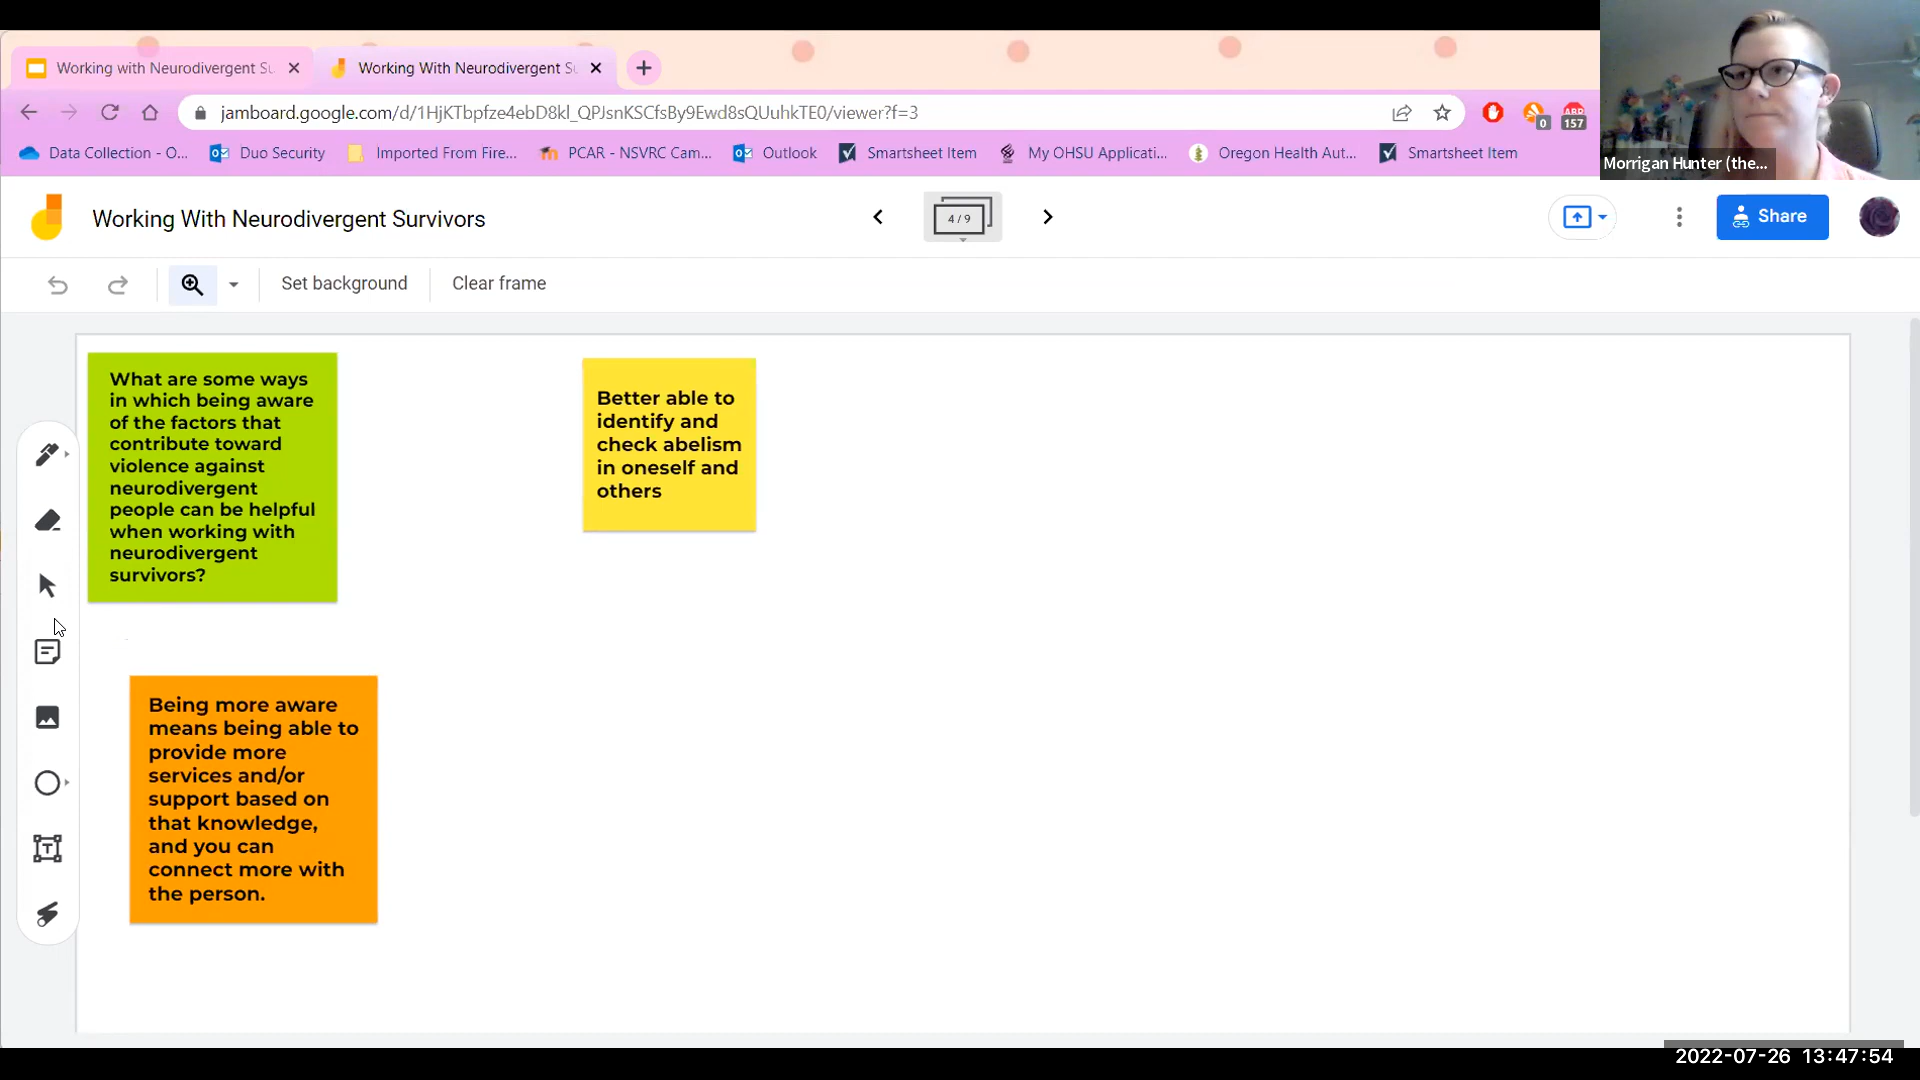 Working with Neurodivergent Su
Working With Neurodivergent Su
jamboard.google.com/d/1HjKTbpfze4ebD8kl_QPJsnKSCfsBy9Ewd8sQUuhkTE0/viewer?f=3
0
ABP
157
Data Collection - O...
Duo Security
Imported From Fire...
PCAR - NSVRC Cam...
Outlook
Smartsheet Item
My OHSU Applicati...
Oregon Health Aut...
Smartsheet Item
Morrigan Hunter (the...
Working With Neurodivergent Survivors
4 / 9
Share
Set background
Clear frame
What are some ways
in which being aware
of the factors that
contribute toward
violence against
neurodivergent
people can be helpful
when working with
neurodivergent
survivors?
Better able to
identify and
check abelism
in oneself and
others
Being more aware
means being able to
provide more
services and/or
support based on
that knowledge,
and you can
connect more with
the person.
2022-07-26 13:47:54